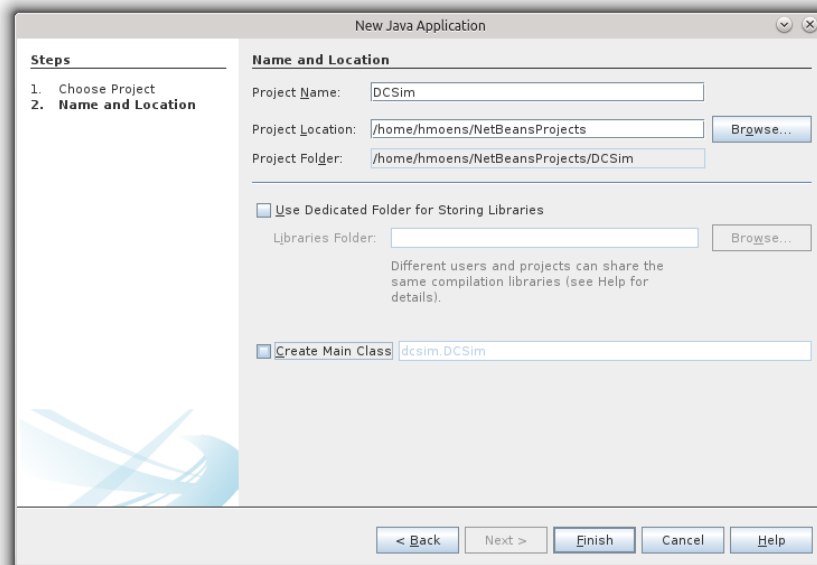 New Java Application
Steps
1. Choose Project
2. Name and Location
Name and Location
Project Name: DCSim
Project Location: /home/hmoens/NetBeansProjects Browse...
Project Folder: /home/hmoens/NetBeansProjects/DCSim
Use Dedicated Folder for Storing Libraries
Libraries Folder: Browse...
Different users and projects can share the
same compilation libraries (see Help for
details).
Create Main Class dcsim.DCSim
< Back Next > Finish Cancel Help